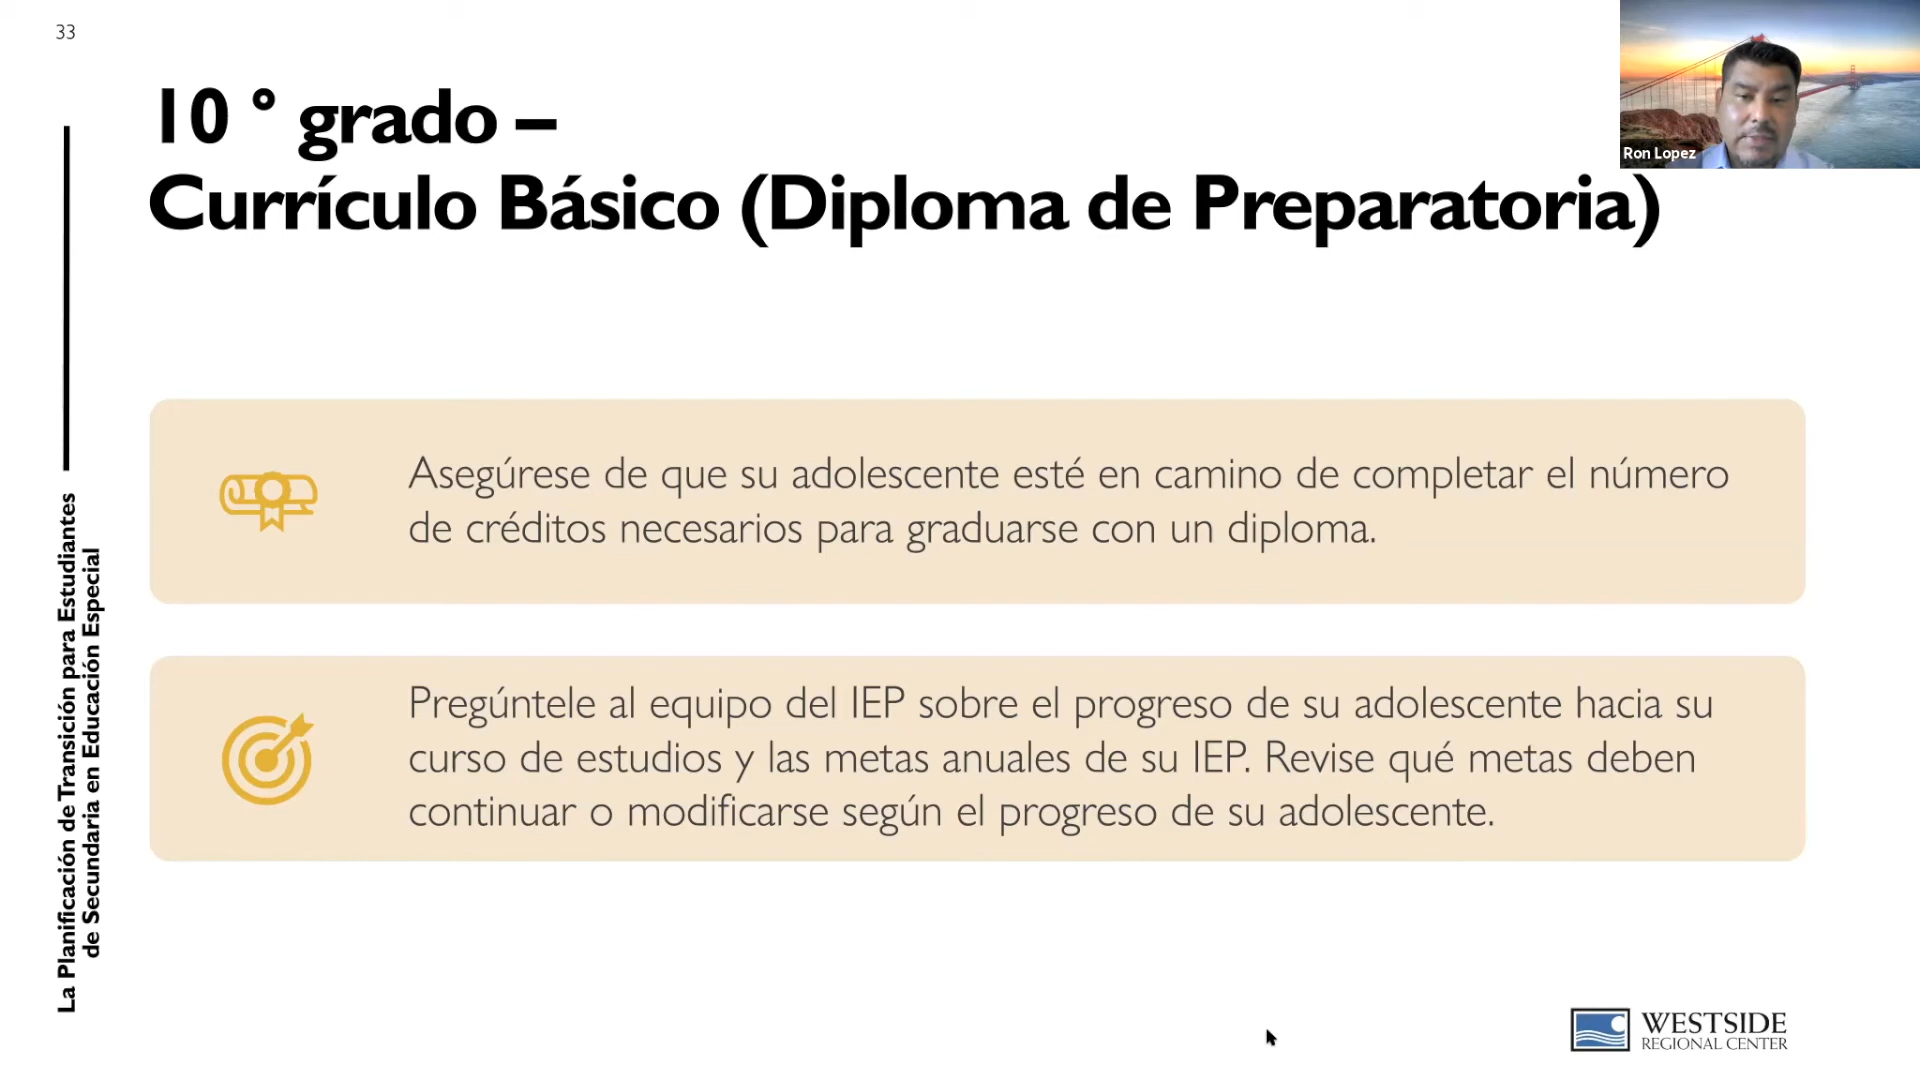 33
10 ° grado –
Currículo Básico (Diploma de Preparatoria)
Ron Lopez
Asegúrese de que su adolescente esté en camino de completar el número
de créditos necesarios para graduarse con un diploma.
Pregúntele al equipo del IEP sobre el progreso de su adolescente hacia su
curso de estudios y las metas anuales de su IEP. Revise qué metas deben
continuar o modificarse según el progreso de su adolescente.
La Planificación de Transición para Estudiantes
de Secundaria en Educación Especial
WESTSIDE
REGIONAL CENTER